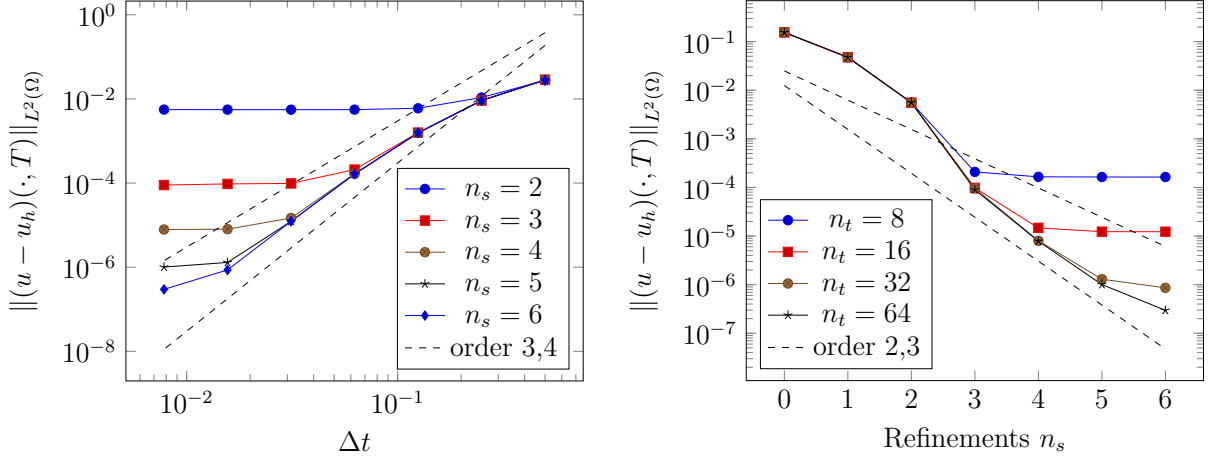 10^0
10^−2
10^−4
10^−6
10^−8
10^−2
10^−1
Δt
∥(u − u_h)(·, T)∥_{L^2(Ω)}
n_s = 2
n_s = 3
n_s = 4
n_s = 5
n_s = 6
order 3,4
10^−1
10^−2
10^−3
10^−4
10^−5
10^−6
10^−7
0 1 2 3 4 5 6
Refinements n_s
∥(u − u_h)(·, T)∥_{L^2(Ω)}
n_t = 8
n_t = 16
n_t = 32
n_t = 64
order 2,3